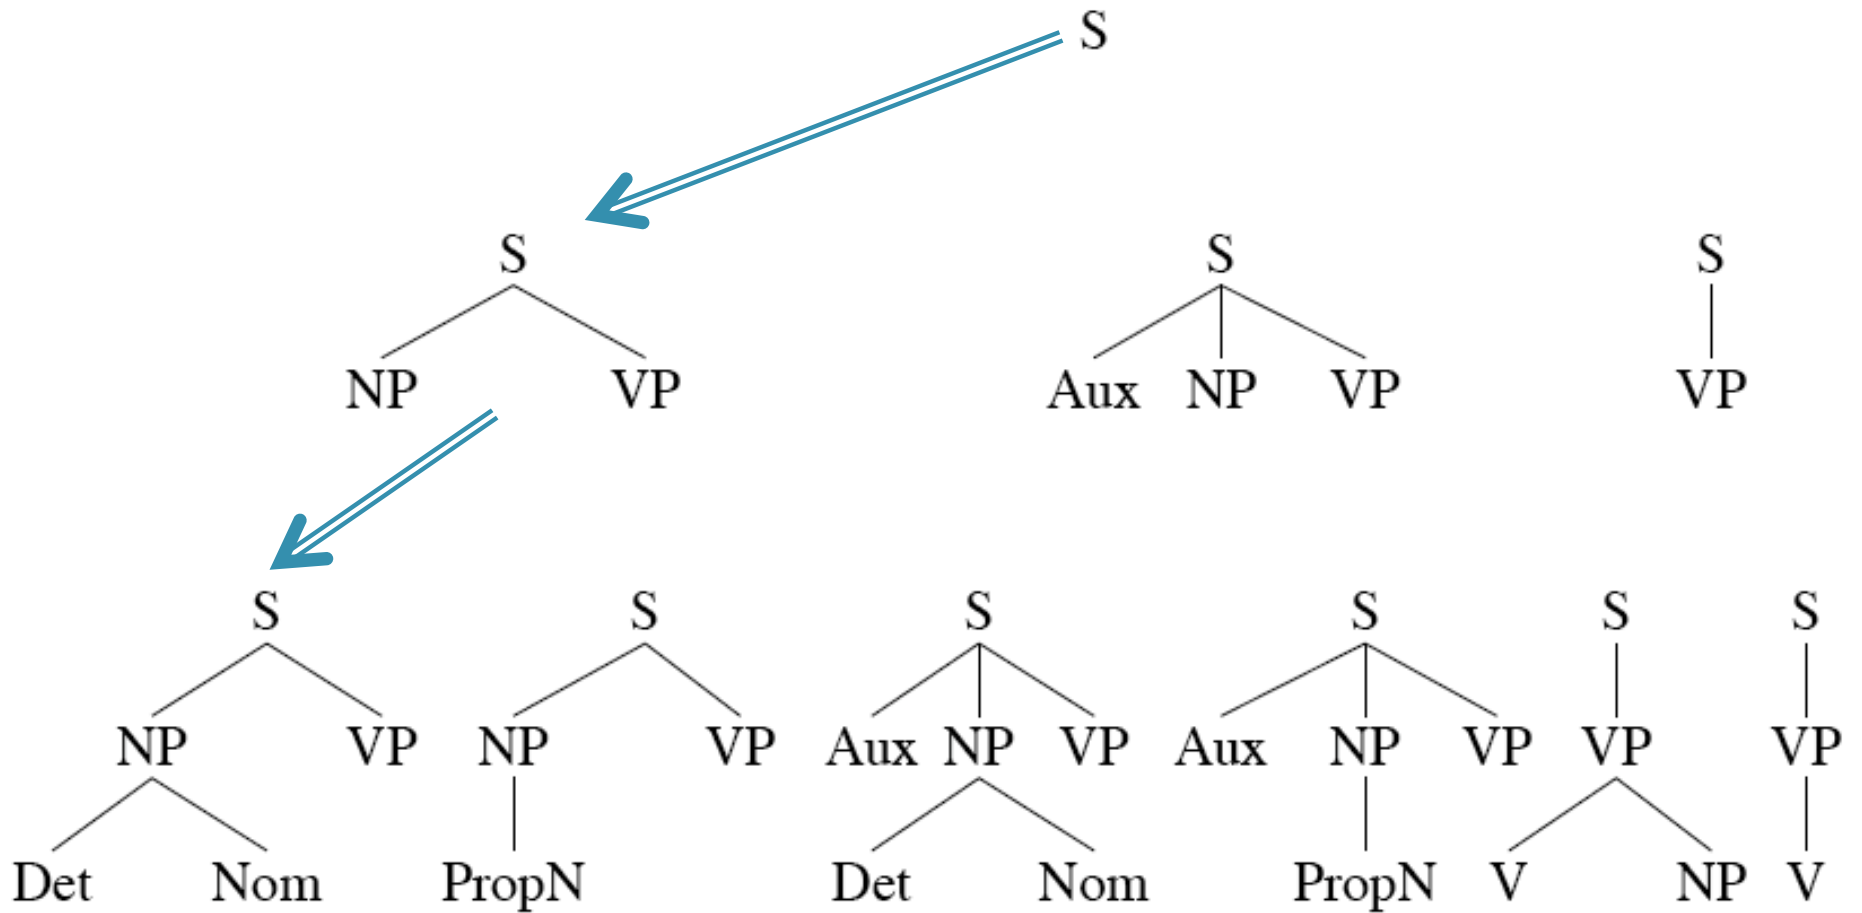 S
S S S
NP VP Aux NP VP VP
S S S S S S
NP VP NP VP Aux NP VP Aux NP VP VP VP
Det Nom PropN Det Nom PropN V NP V